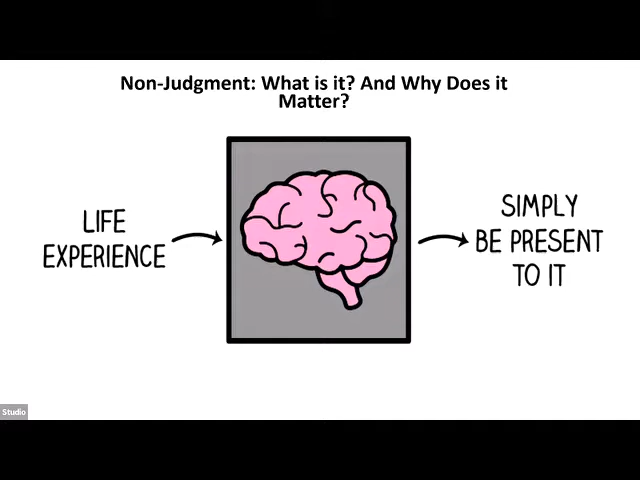 Non-Judgment: What is it? And Why Does it
Matter?
LIFE
EXPERIENCE
SIMPLY
BE PRESENT
TO IT
Studio